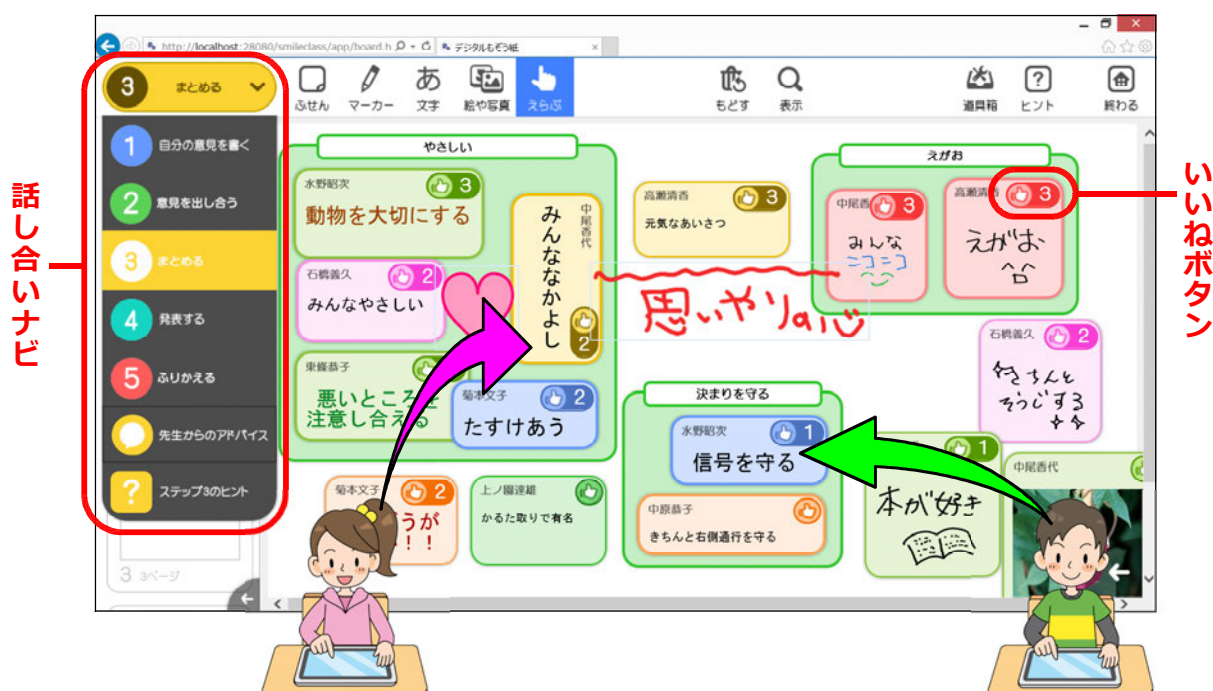 http://localhost:28080/smileclass/app/board.h
デジタルもぞう紙
3 まとめる
ふせん
マーカー
あ
文字
絵や写真
えらぶ
もどす
表示
道具箱
?
ヒント
終わる
1 自分の意見を書く
2 意見を出し合う
3 まとめる
4 発表する
5 ふりかえる
先生からのアドバイス
? ステップ3のヒント
3 3ページ
話し合いナビ
いいねボタン
やさしい
水野昭次 3
動物を大切にする
中尾香代
みんななかよし
2
石橋義久 2
みんなやさしい
東條恭子
悪いところを
注意し合える
菊本文子 2
たすけあう
高瀬清香 3
元気なあいさつ
思いやりの心
えがお
中尾香 3
みんな
ニコニコ
高瀬清香 3
えがお
石橋義久 2
きちんと
そうじする
決まりを守る
水野昭次 1
信号を守る
中原恭子
きちんと右側通行を守る
1
本が好き
中尾香代
菊本文子 2
うが
!!
上ノ園達雄
かるた取りで有名